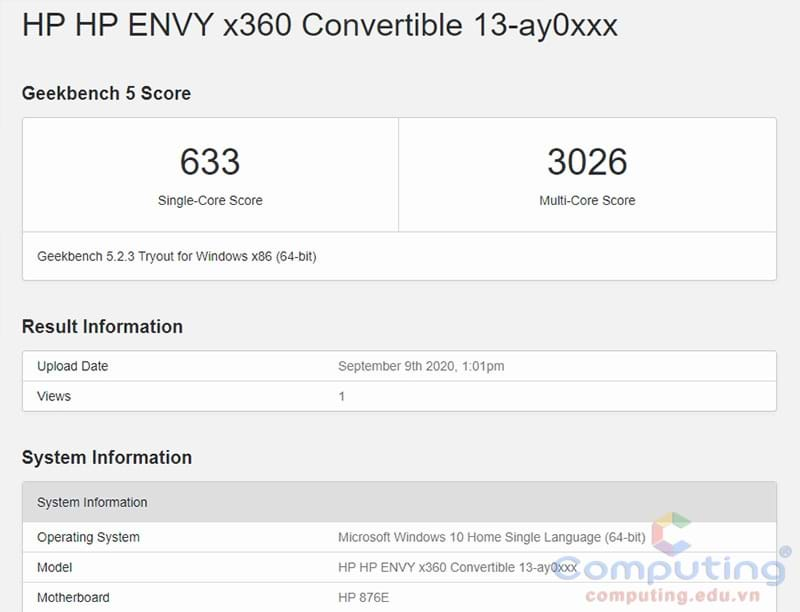 HP HP ENVY x360 Convertible 13-ay0xxx
Geekbench 5 Score
633
3026
Single-Core Score
Multi-Core Score
Geekbench 5.2.3 Tryout for Windows x86 (64-bit)
Result Information
Upload Date September 9th 2020, 1:01pm
Views 1
System Information
System Information
Operating System Microsoft Windows 10 Home Single Language (64-bit)
Model HP HP ENVY x360 Convertible 13-ay0xxx
Computing®
Motherboard HP 876E
computing.edu.vn